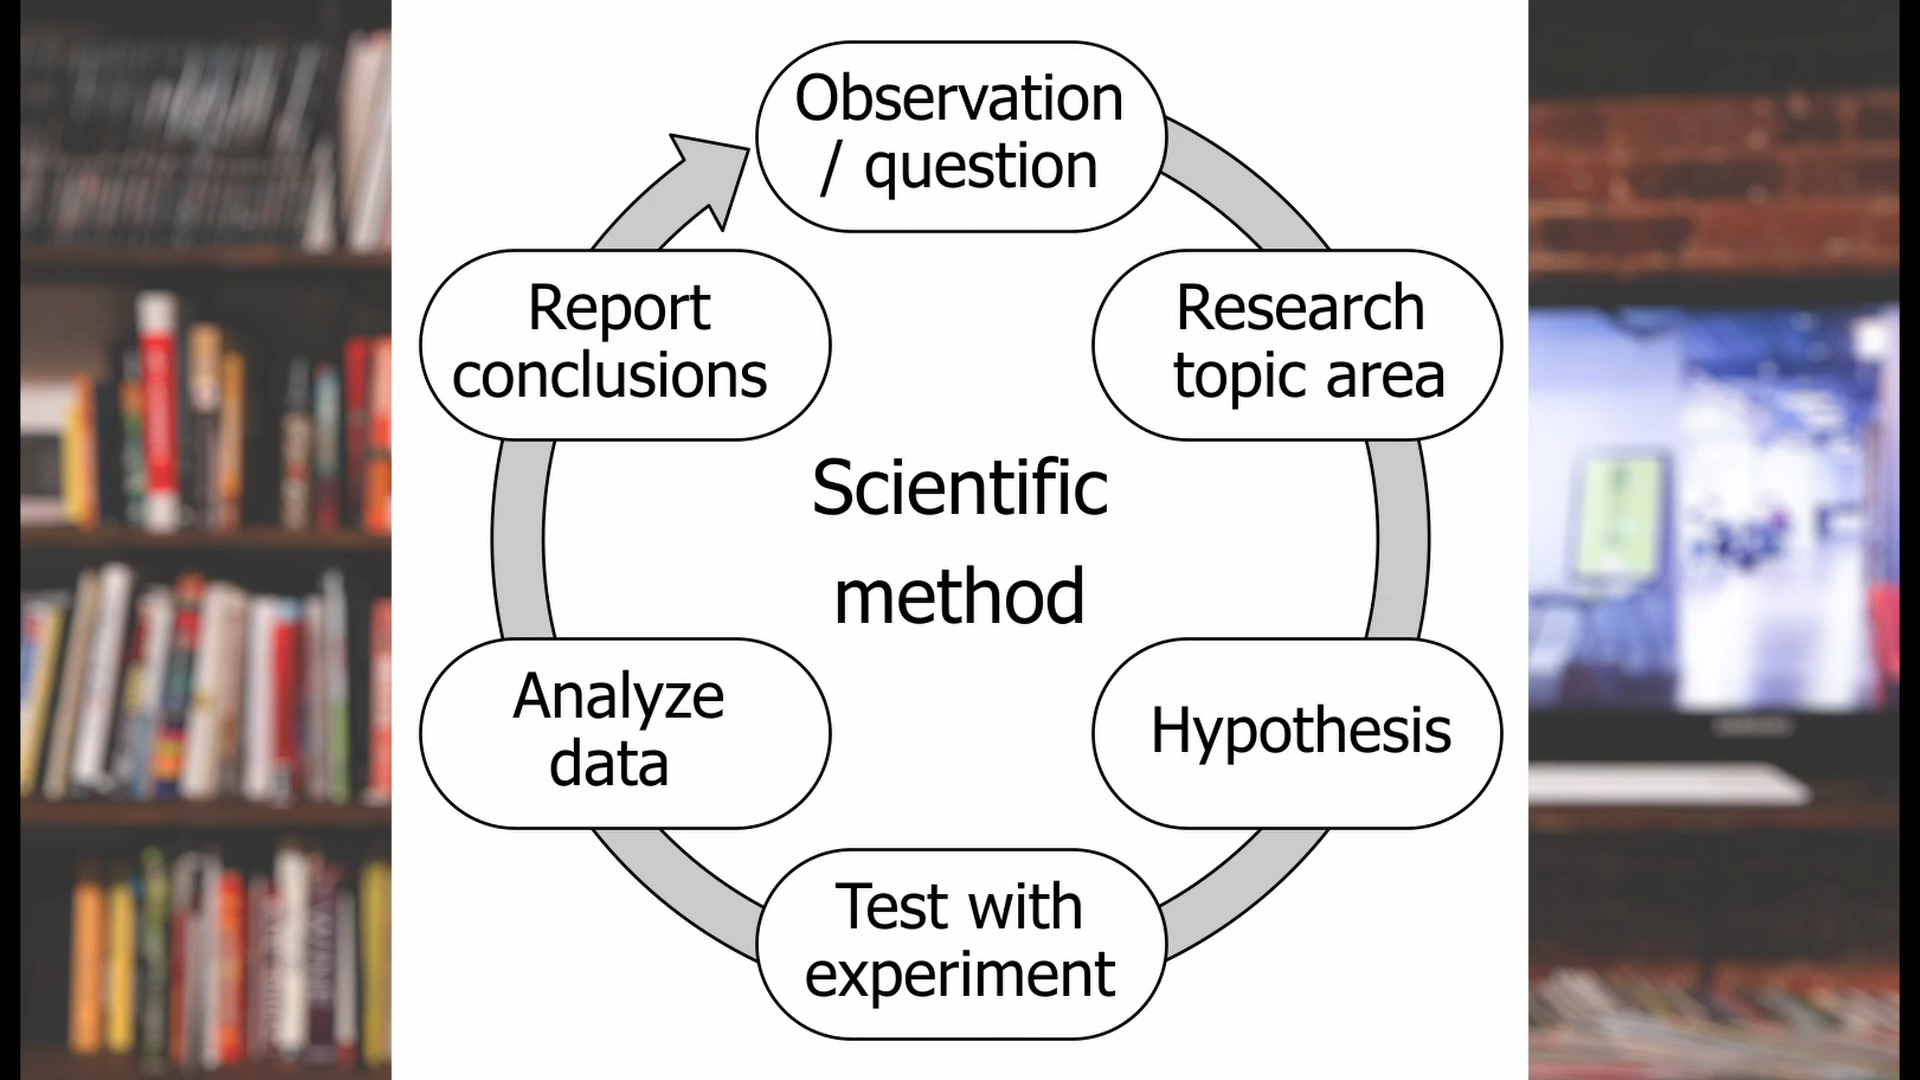 Observation
/ question
Research
topic area
Hypothesis
Test with
experiment
Analyze
data
Report
conclusions
Scientific
method